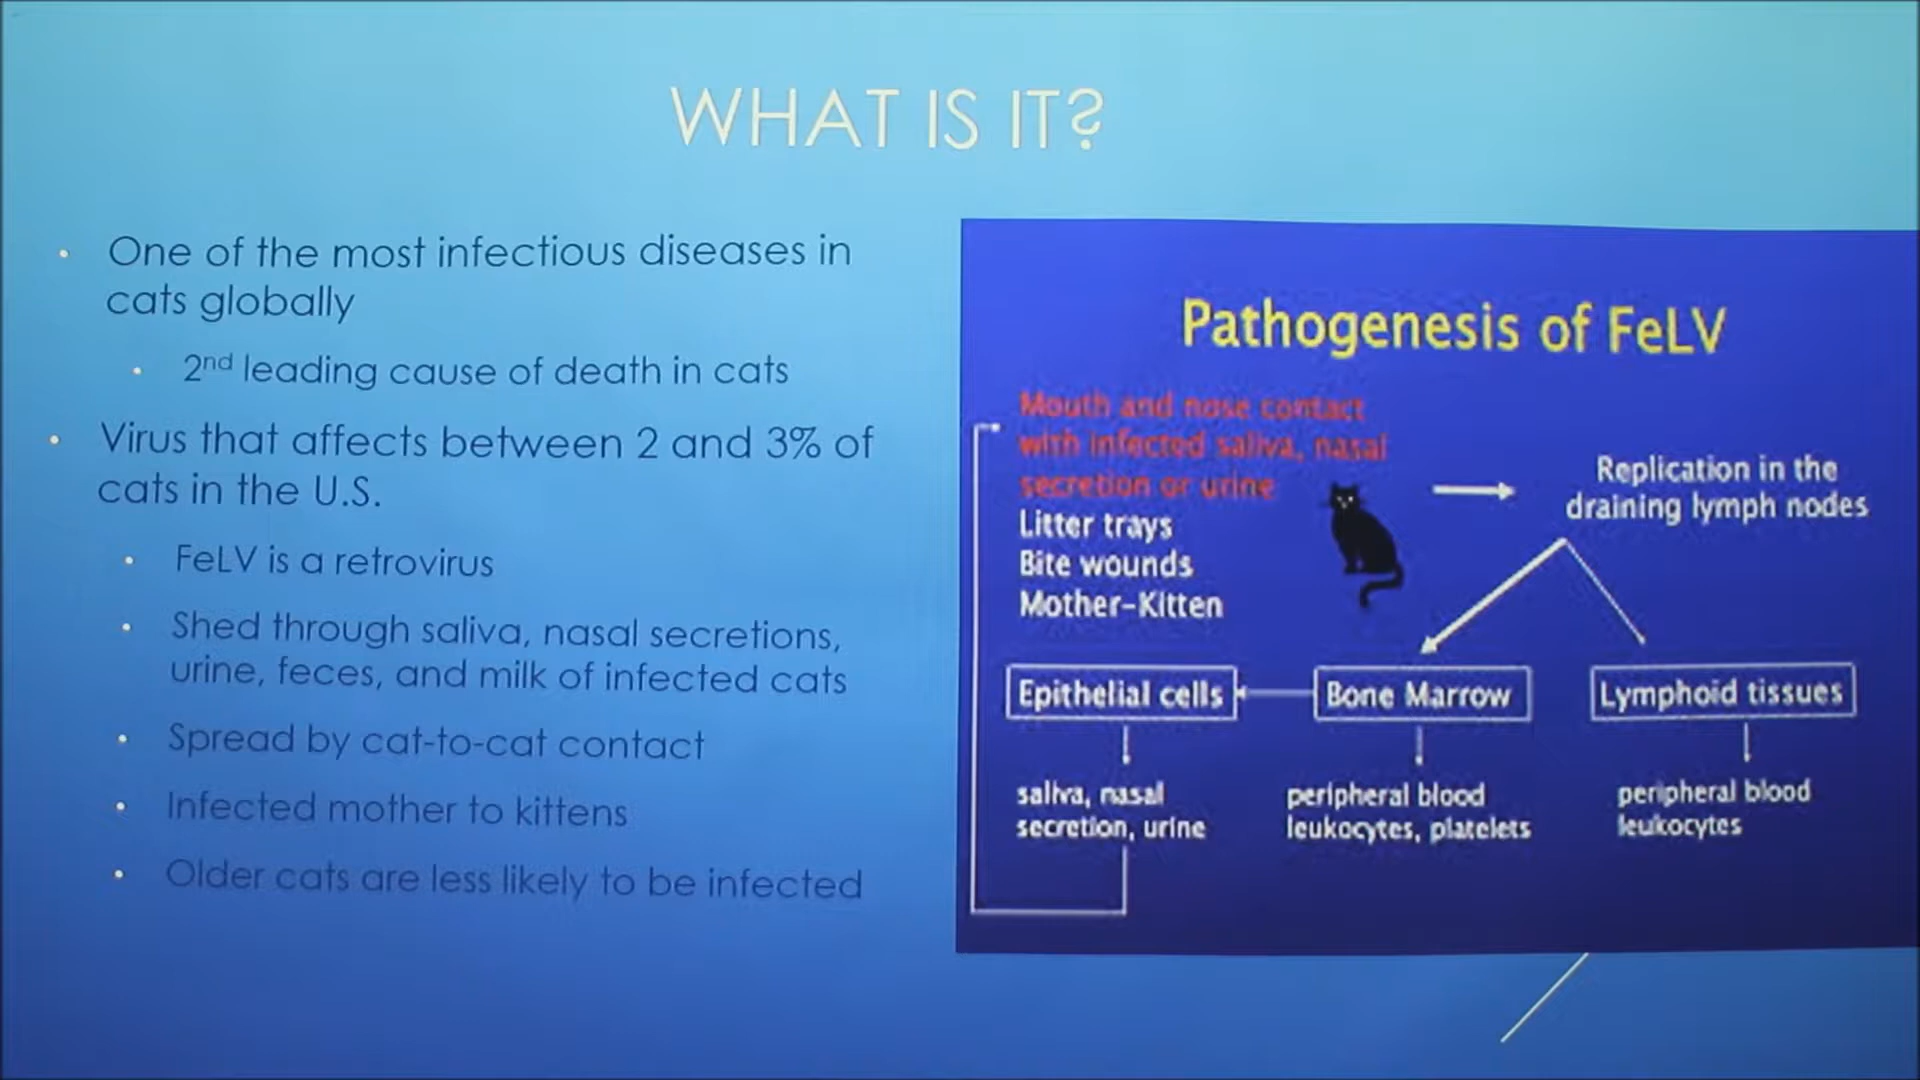 WHAT IS IT?
One of the most infectious diseases in
cats globally
2nd leading cause of death in cats
Virus that affects between 2 and 3% of
cats in the U.S.
FeLV is a retrovirus
Shed through saliva, nasal secretions,
urine, feces, and milk of infected cats
Spread by cat-to-cat contact
Infected mother to kittens
Older cats are less likely to be infected
Pathogenesis of FeLV
Mouth and nose contact
with infected saliva, nasal
secretion or urine
Litter trays
Bite wounds
Mother-Kitten
Replication in the
draining lymph nodes
Epithelial cells
Bone Marrow
Lymphoid tissues
saliva, nasal
secretion, urine
peripheral blood
leukocytes, platelets
peripheral blood
leukocytes